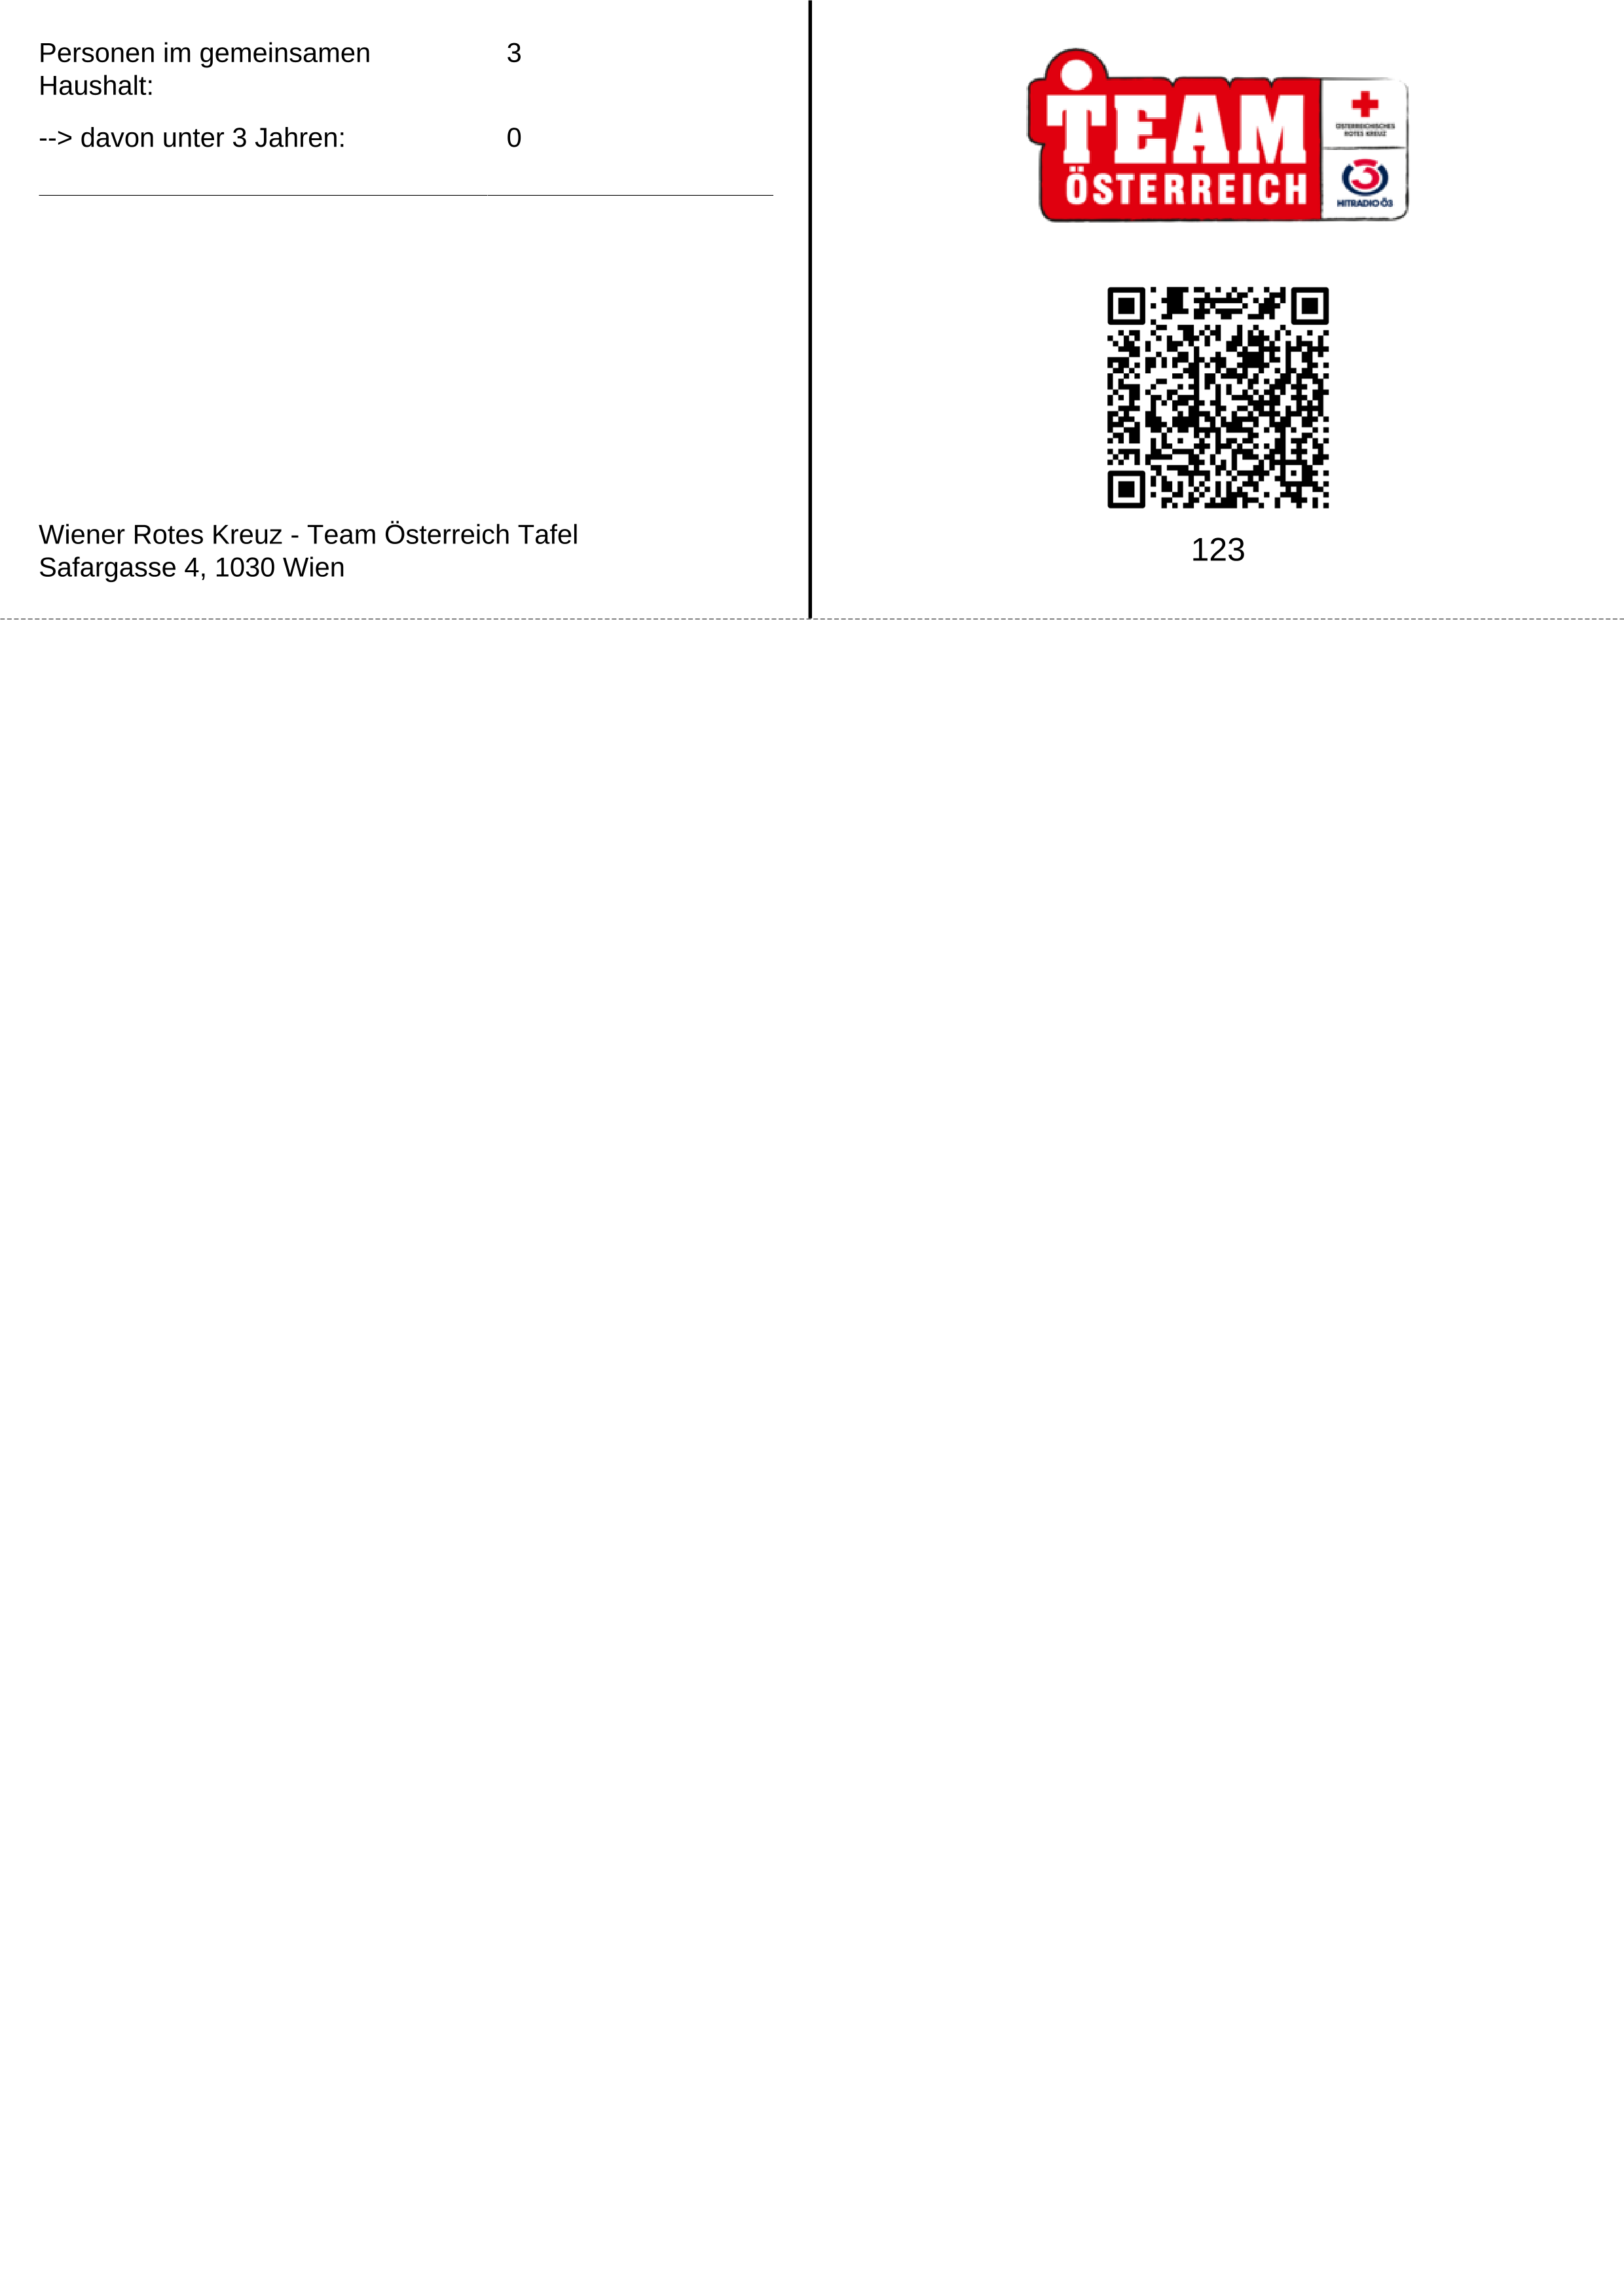 Personen im gemeinsamen 3
Haushalt:
--> davon unter 3 Jahren: 0
Wiener Rotes Kreuz - Team Österreich Tafel
Safargasse 4, 1030 Wien
TEAM
ÖSTERREICH
ÖSTERREICHISCHES
ROTES KREUZ
3
HITRADIO Ö3
123